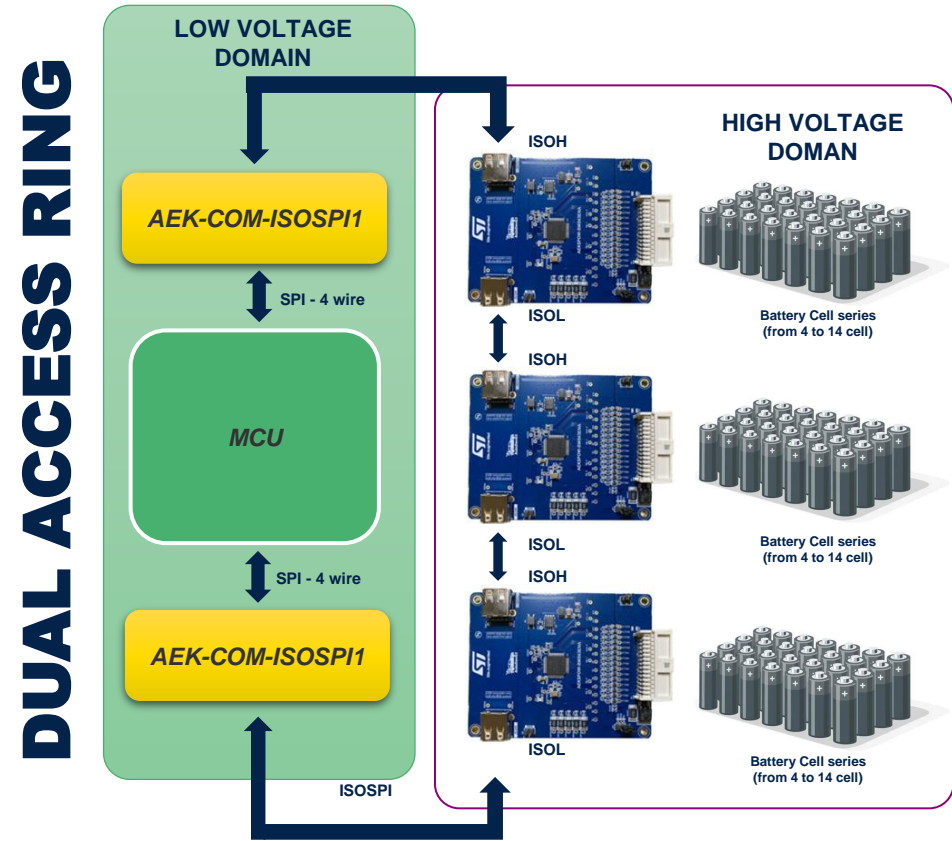 DUAL ACCESS RING
LOW VOLTAGE
DOMAIN
AEK-COM-ISOSPI1
SPI - 4 wire
MCU
SPI - 4 wire
AEK-COM-ISOSPI1
ISOSPI
HIGH VOLTAGE
DOMAN
ISOH
ISOL
Battery Cell series
(from 4 to 14 cell)
ISOH
ISOL
Battery Cell series
(from 4 to 14 cell)
ISOH
ISOL
Battery Cell series
(from 4 to 14 cell)